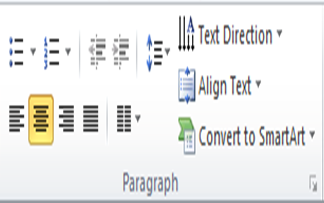 Text Direction
Align Text
Convert to SmartArt
Paragraph